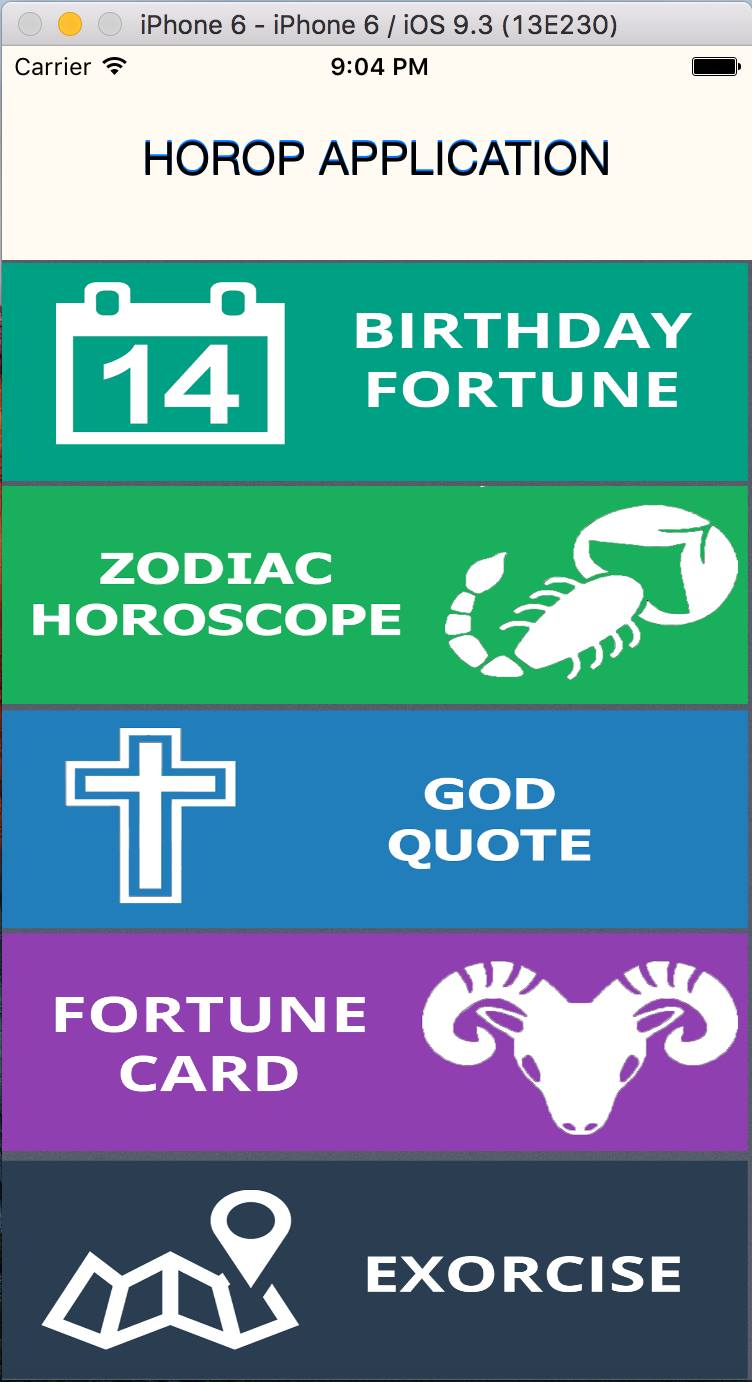 iPhone 6 - iPhone 6 / iOS 9.3 (13E230)
Carrier 9:04 PM
HOROP APPLICATION
14
BIRTHDAY
FORTUNE
ZODIAC
HOROSCOPE
GOD
QUOTE
FORTUNE
CARD
EXORCISE